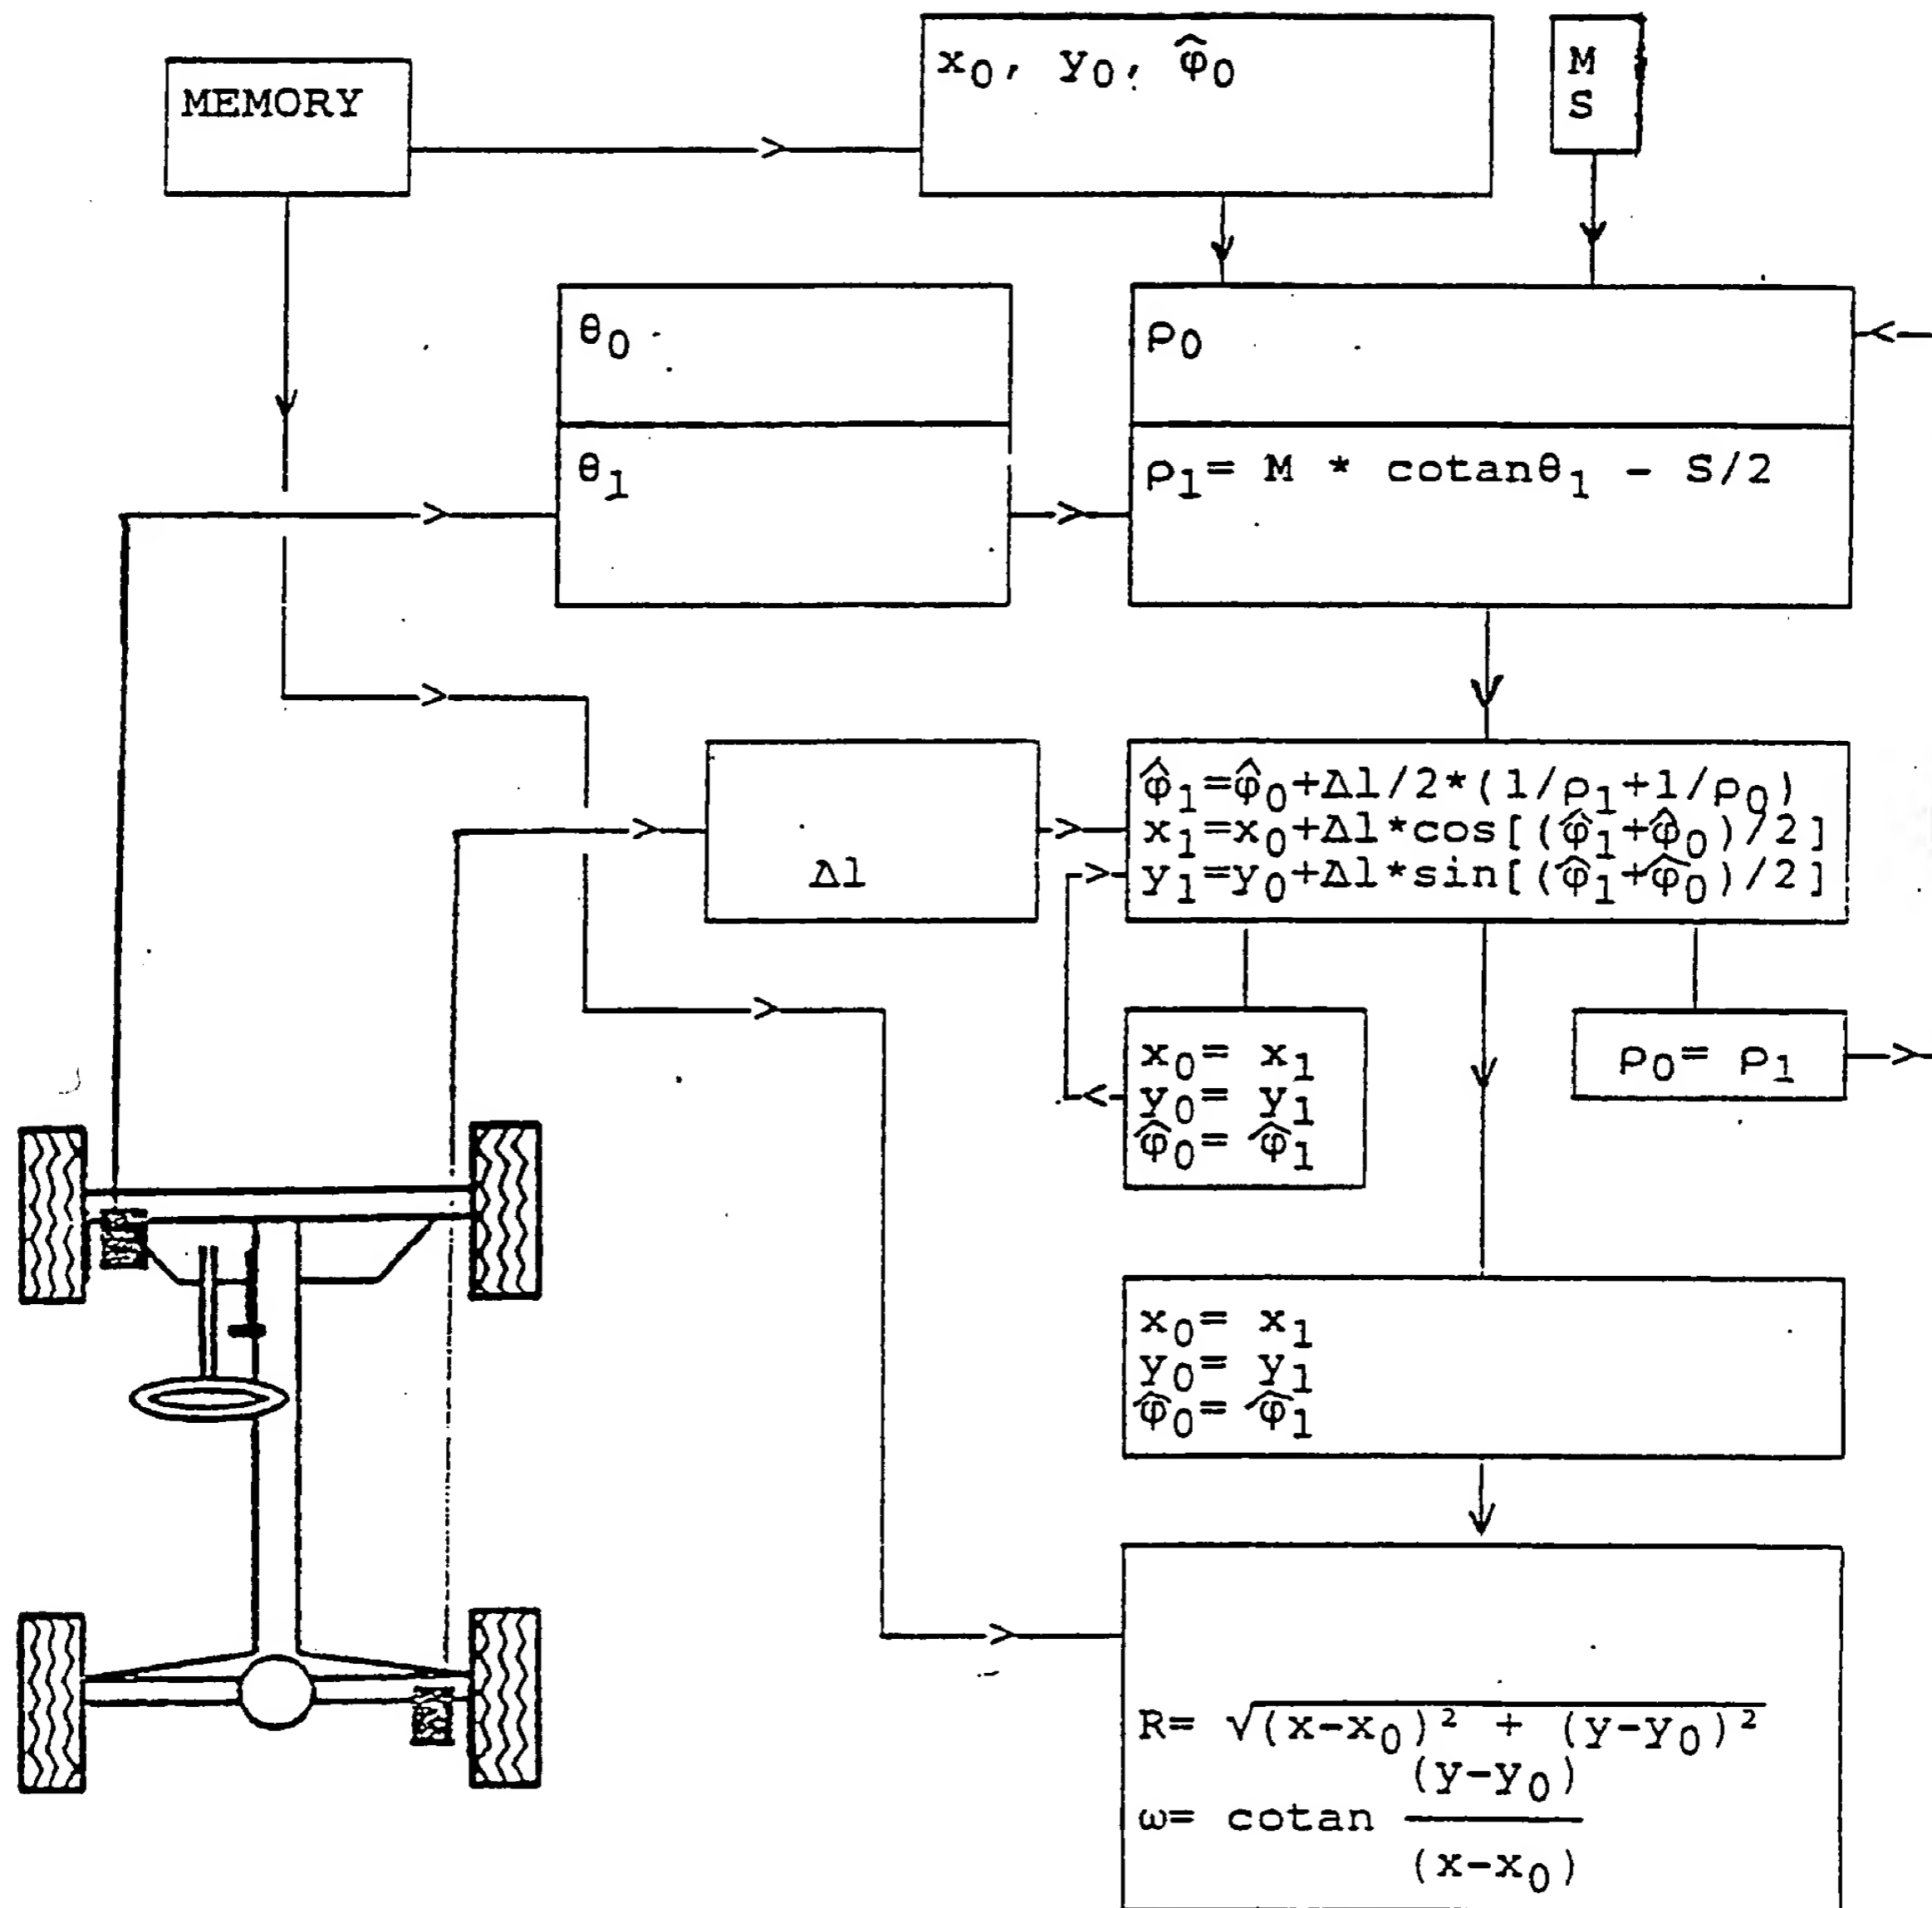 MEMORY
x₀, y₀, φ̂₀
M
S
θ₀
θ₁
ρ₀
ρ₁= M * cotanθ₁ - S/2
Δl
φ̂₁=φ̂₀+Δl/2*(1/ρ₁+1/ρ₀)
x₁=x₀+Δl*cos[(φ̂₁+φ̂₀)/2]
y₁=y₀+Δl*sin[(φ̂₁+φ̂₀)/2]
x₀= x₁
y₀= y₁
φ̂₀= φ̂₁
ρ₀= ρ₁
x₀= x₁
y₀= y₁
φ̂₀= φ̂₁
R= √(x-x₀)² + (y-y₀)²
(y-y₀)
ω= cotan
(x-x₀)